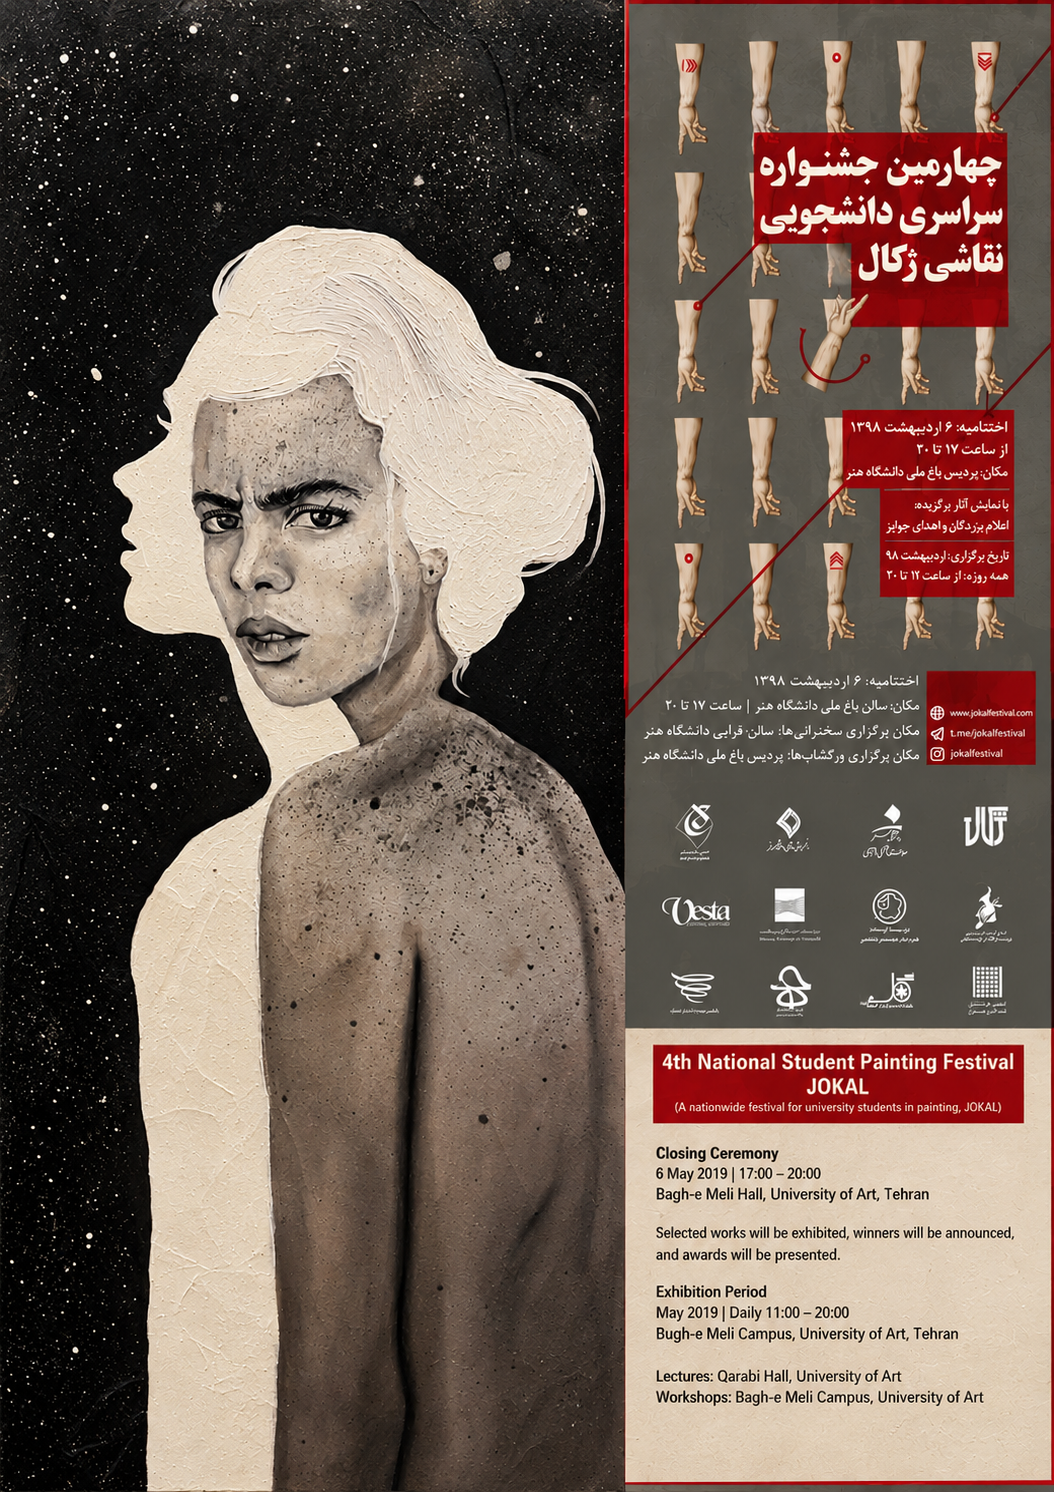 چهارمین جشنواره
سراسری دانشجویی
نقاشی ژکال
اختتامیه: ۶ اردیبهشت ۱۳۹۸
از ساعت ۱۷ تا ۲۰
مکان: پردیس باغ ملی دانشگاه هنر
با نمایش آثار برگزیده:
اعلام برزدگان و اهدای جوایز
تاریخ برگزاری: اردیبهشت ۹۸
همه روزه: از ساعت ۱۲ تا ۲۰
اختتامیه: ۶ اردیبهشت ۱۳۹۸
مکان: سالن باغ ملی دانشگاه هنر | ساعت ۱۷ تا ۲۰
مکان برگزاری سخنرانی‌ها: سالن قرابی دانشگاه هنر
مکان برگزاری ورگشاب‌ها: پردیس باغ ملی دانشگاه هنر
www.jokalfestival.com
t.me/jokalfestival
jokalfestival
ژکال
Vesta
4th National Student Painting Festival
JOKAL
(A nationwide festival for university students in painting, JOKAL)
Closing Ceremony
6 May 2019 | 17:00 – 20:00
Bagh-e Meli Hall, University of Art, Tehran
Selected works will be exhibited, winners will be announced,
and awards will be presented.
Exhibition Period
May 2019 | Daily 11:00 – 20:00
Bugh-e Meli Campus, University of Art, Tehran
Lectures: Qarabi Hall, University of Art
Workshops: Bagh-e Meli Campus, University of Art